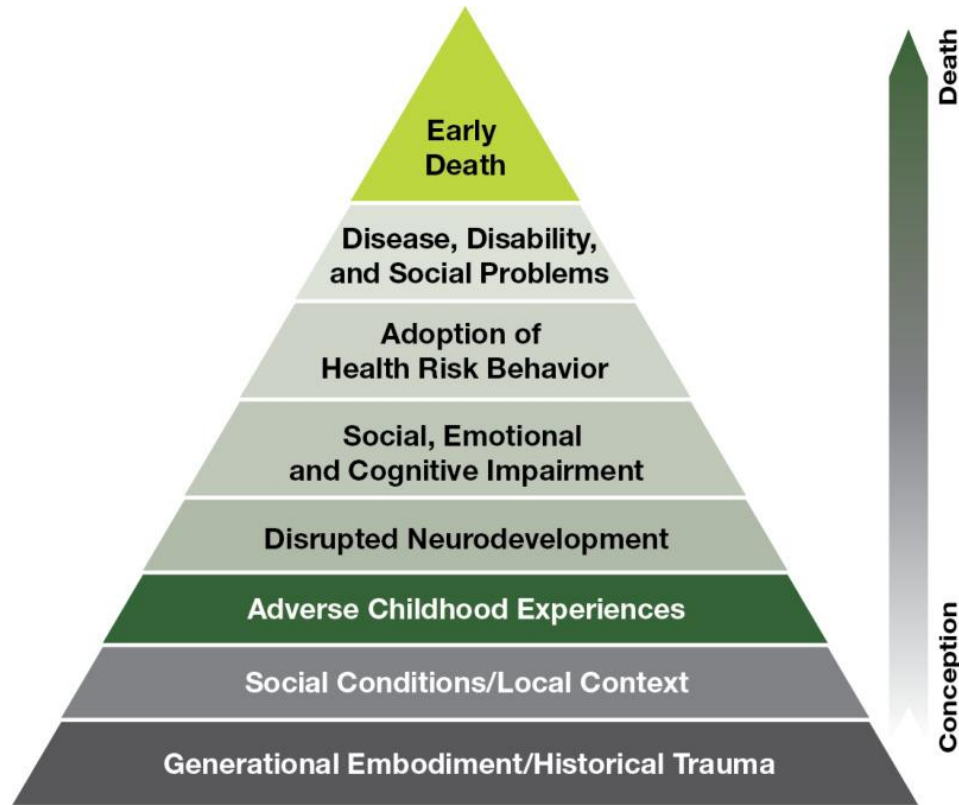 Early
Death
Disease, Disability,
and Social Problems
Adoption of
Health Risk Behavior
Social, Emotional
and Cognitive Impairment
Disrupted Neurodevelopment
Adverse Childhood Experiences
Social Conditions/Local Context
Generational Embodiment/Historical Trauma
Death
Conception